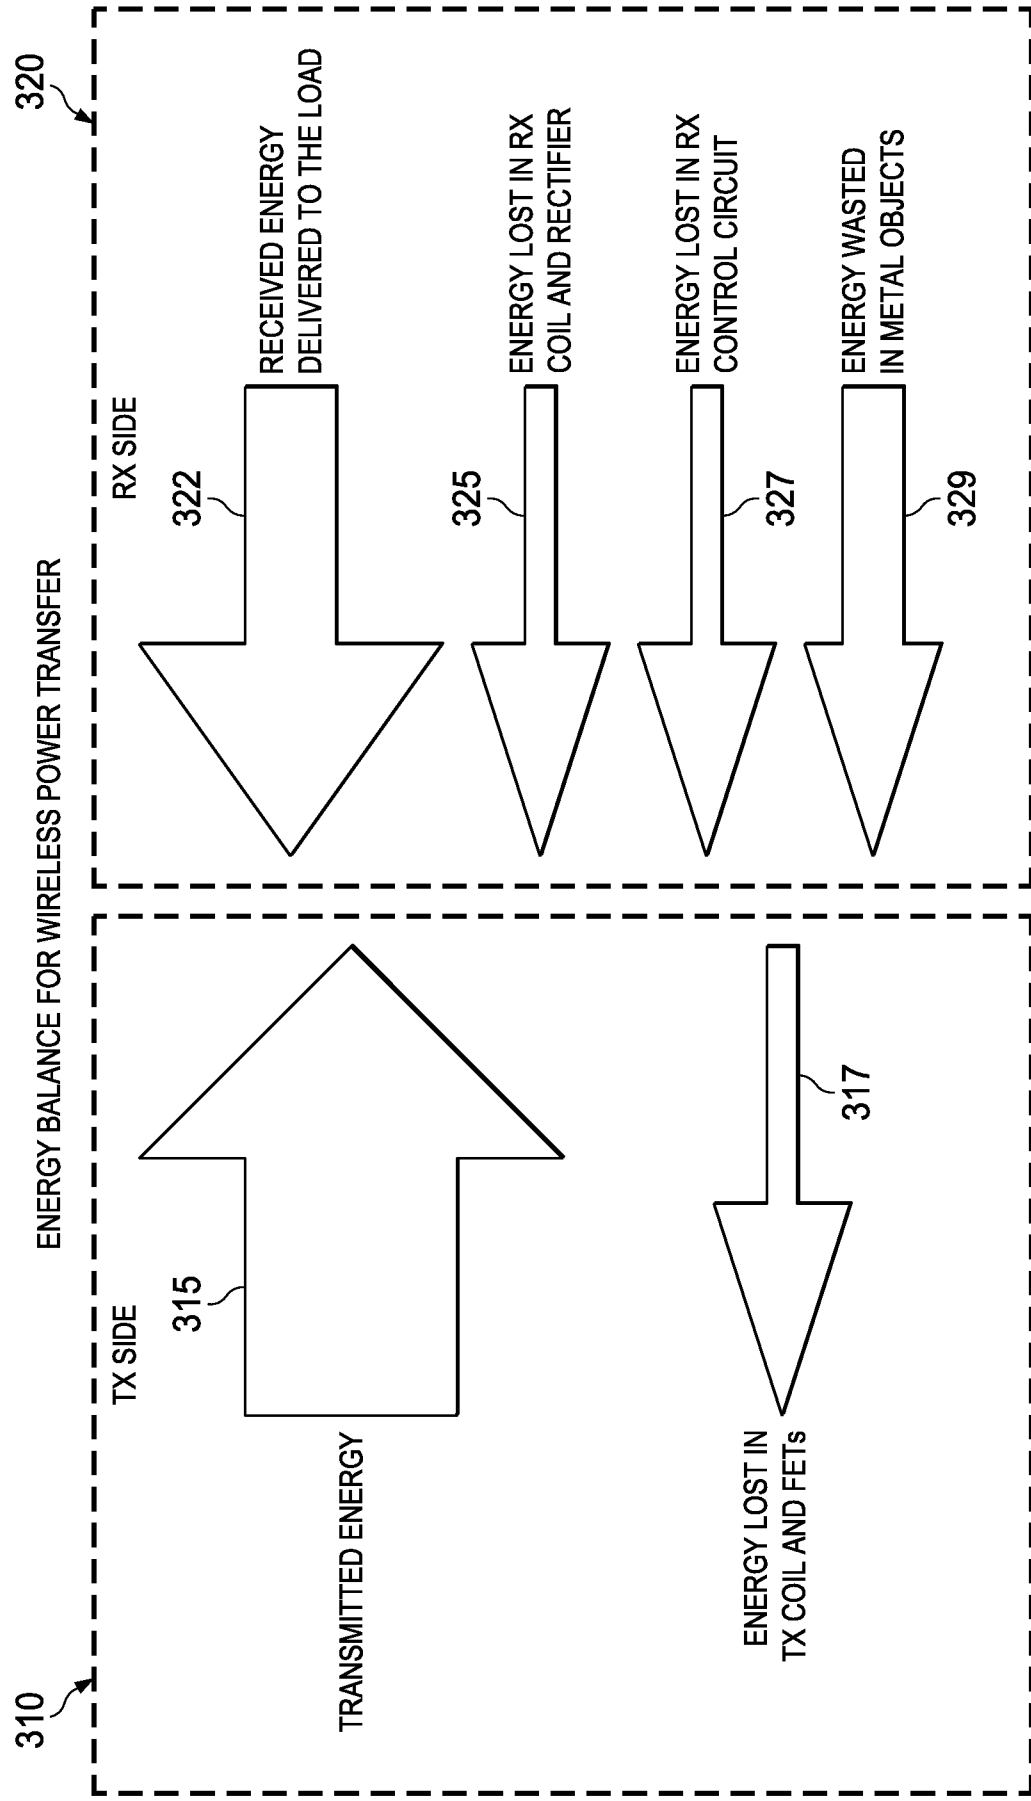 ENERGY BALANCE FOR WIRELESS POWER TRANSFER
310
TX SIDE
315
TRANSMITTED ENERGY
ENERGY LOST IN
TX COIL AND FETs
317
320
RX SIDE
322
RECEIVED ENERGY
DELIVERED TO THE LOAD
325
ENERGY LOST IN RX
COIL AND RECTIFIER
ENERGY LOST IN RX
CONTROL CIRCUIT
327
ENERGY WASTED
IN METAL OBJECTS
329